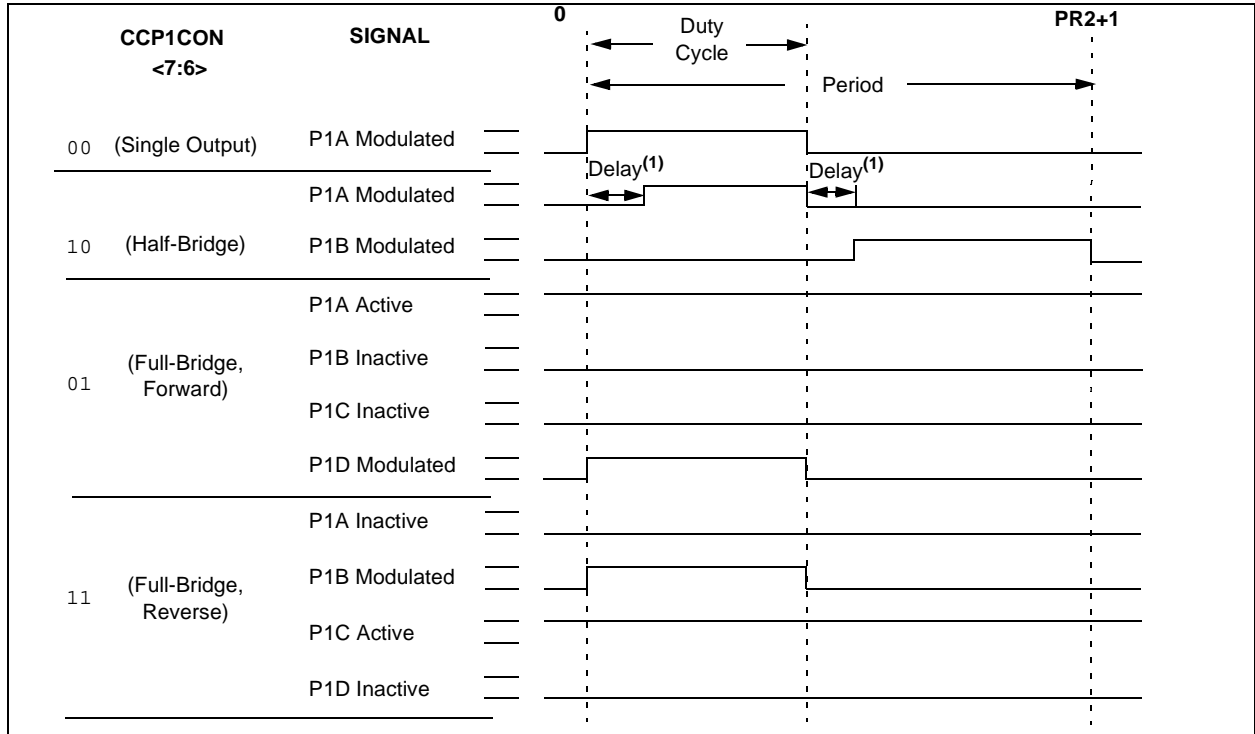 0
PR2+1
CCP1CON
<7:6>
SIGNAL
Duty
Cycle
Period
00
(Single Output)
P1A Modulated
Delay(1)
Delay(1)
P1A Modulated
10
(Half-Bridge)
P1B Modulated
P1A Active
P1B Inactive
01
(Full-Bridge,
Forward)
P1C Inactive
P1D Modulated
P1A Inactive
P1B Modulated
11
(Full-Bridge,
Reverse)
P1C Active
P1D Inactive